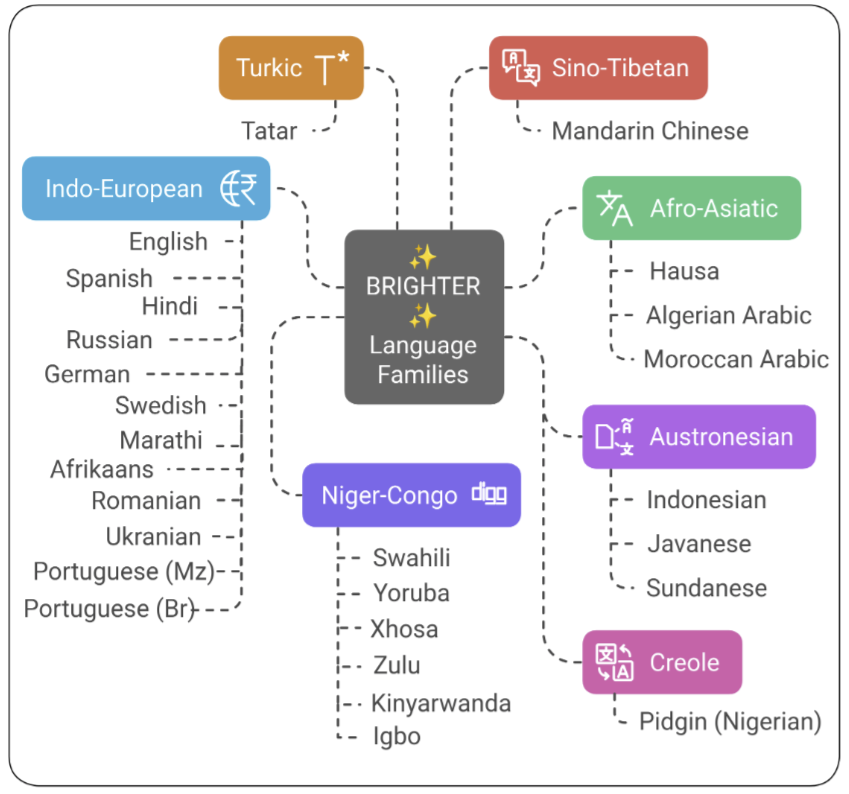 Turkic
Tatar
Sino-Tibetan
Mandarin Chinese
Indo-European
English
Spanish
Hindi
Russian
German
Swedish
Marathi
Afrikaans
Romanian
Ukranian
Portuguese (Mz)
Portuguese (Br)
BRIGHTER
Language
Families
Afro-Asiatic
Hausa
Algerian Arabic
Moroccan Arabic
Austronesian
Indonesian
Javanese
Sundanese
Niger-Congo digg
Swahili
Yoruba
Xhosa
Zulu
Kinyarwanda
Igbo
Creole
Pidgin (Nigerian)